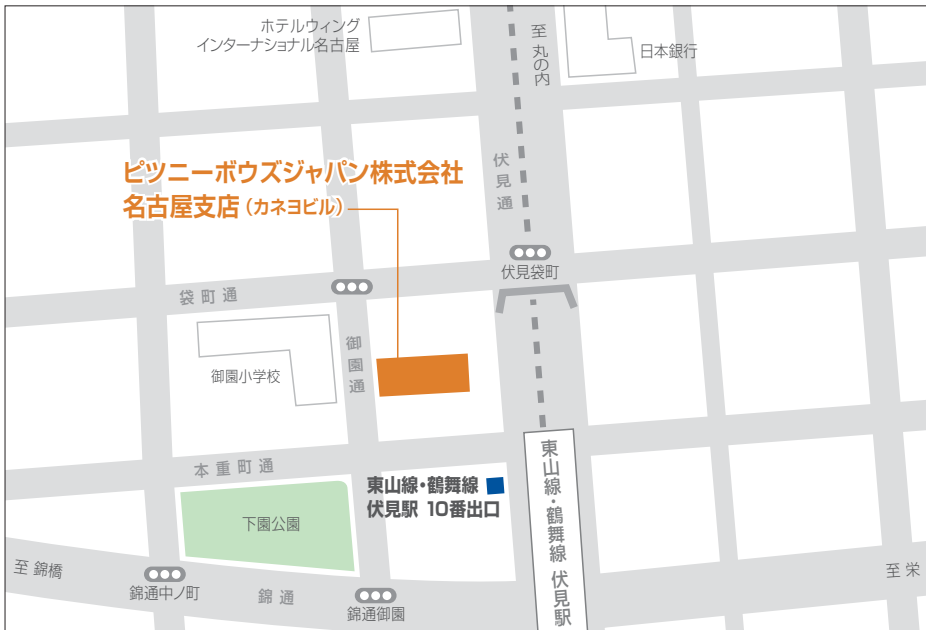 ホテルウィング
インターナショナル名古屋
至 丸の内
日本銀行
ピツニーボウズジャパン株式会社
名古屋支店(カネヨビル)
伏見通
伏見袋町
袋町通
御園通
御園小学校
本重町通
東山線・鶴舞線
伏見駅 10番出口
東山線・鶴舞線 伏見駅
下園公園
至 錦橋
錦通中ノ町
錦通
錦通御園
至 栄